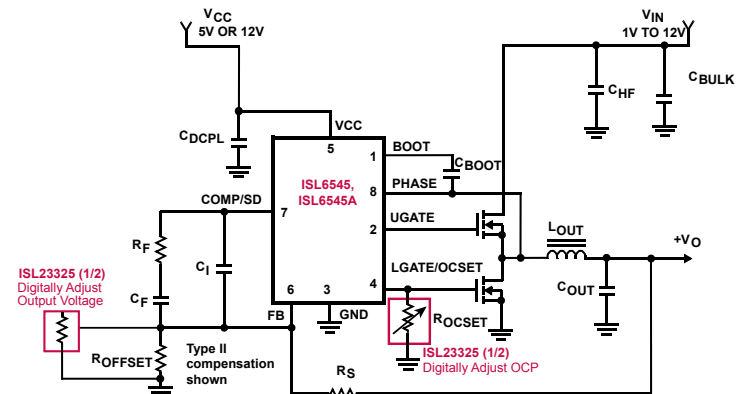 VCC
5V OR 12V
VIN
1V TO 12V
CHF
CBULK
CDCPL
VCC
5
1
BOOT
CBOOT
ISL6545,
ISL6545A
8
PHASE
COMP/SD
7
2
UGATE
LOUT
+VO
RF
CI
LGATE/OCSET
4
COUT
ISL23325 (1/2)
Digitally Adjust
Output Voltage
CF
6
3
FB
GND
ROCSET
ROFFSET
Type II
compensation
shown
ISL23325 (1/2)
Digitally Adjust OCP
RS